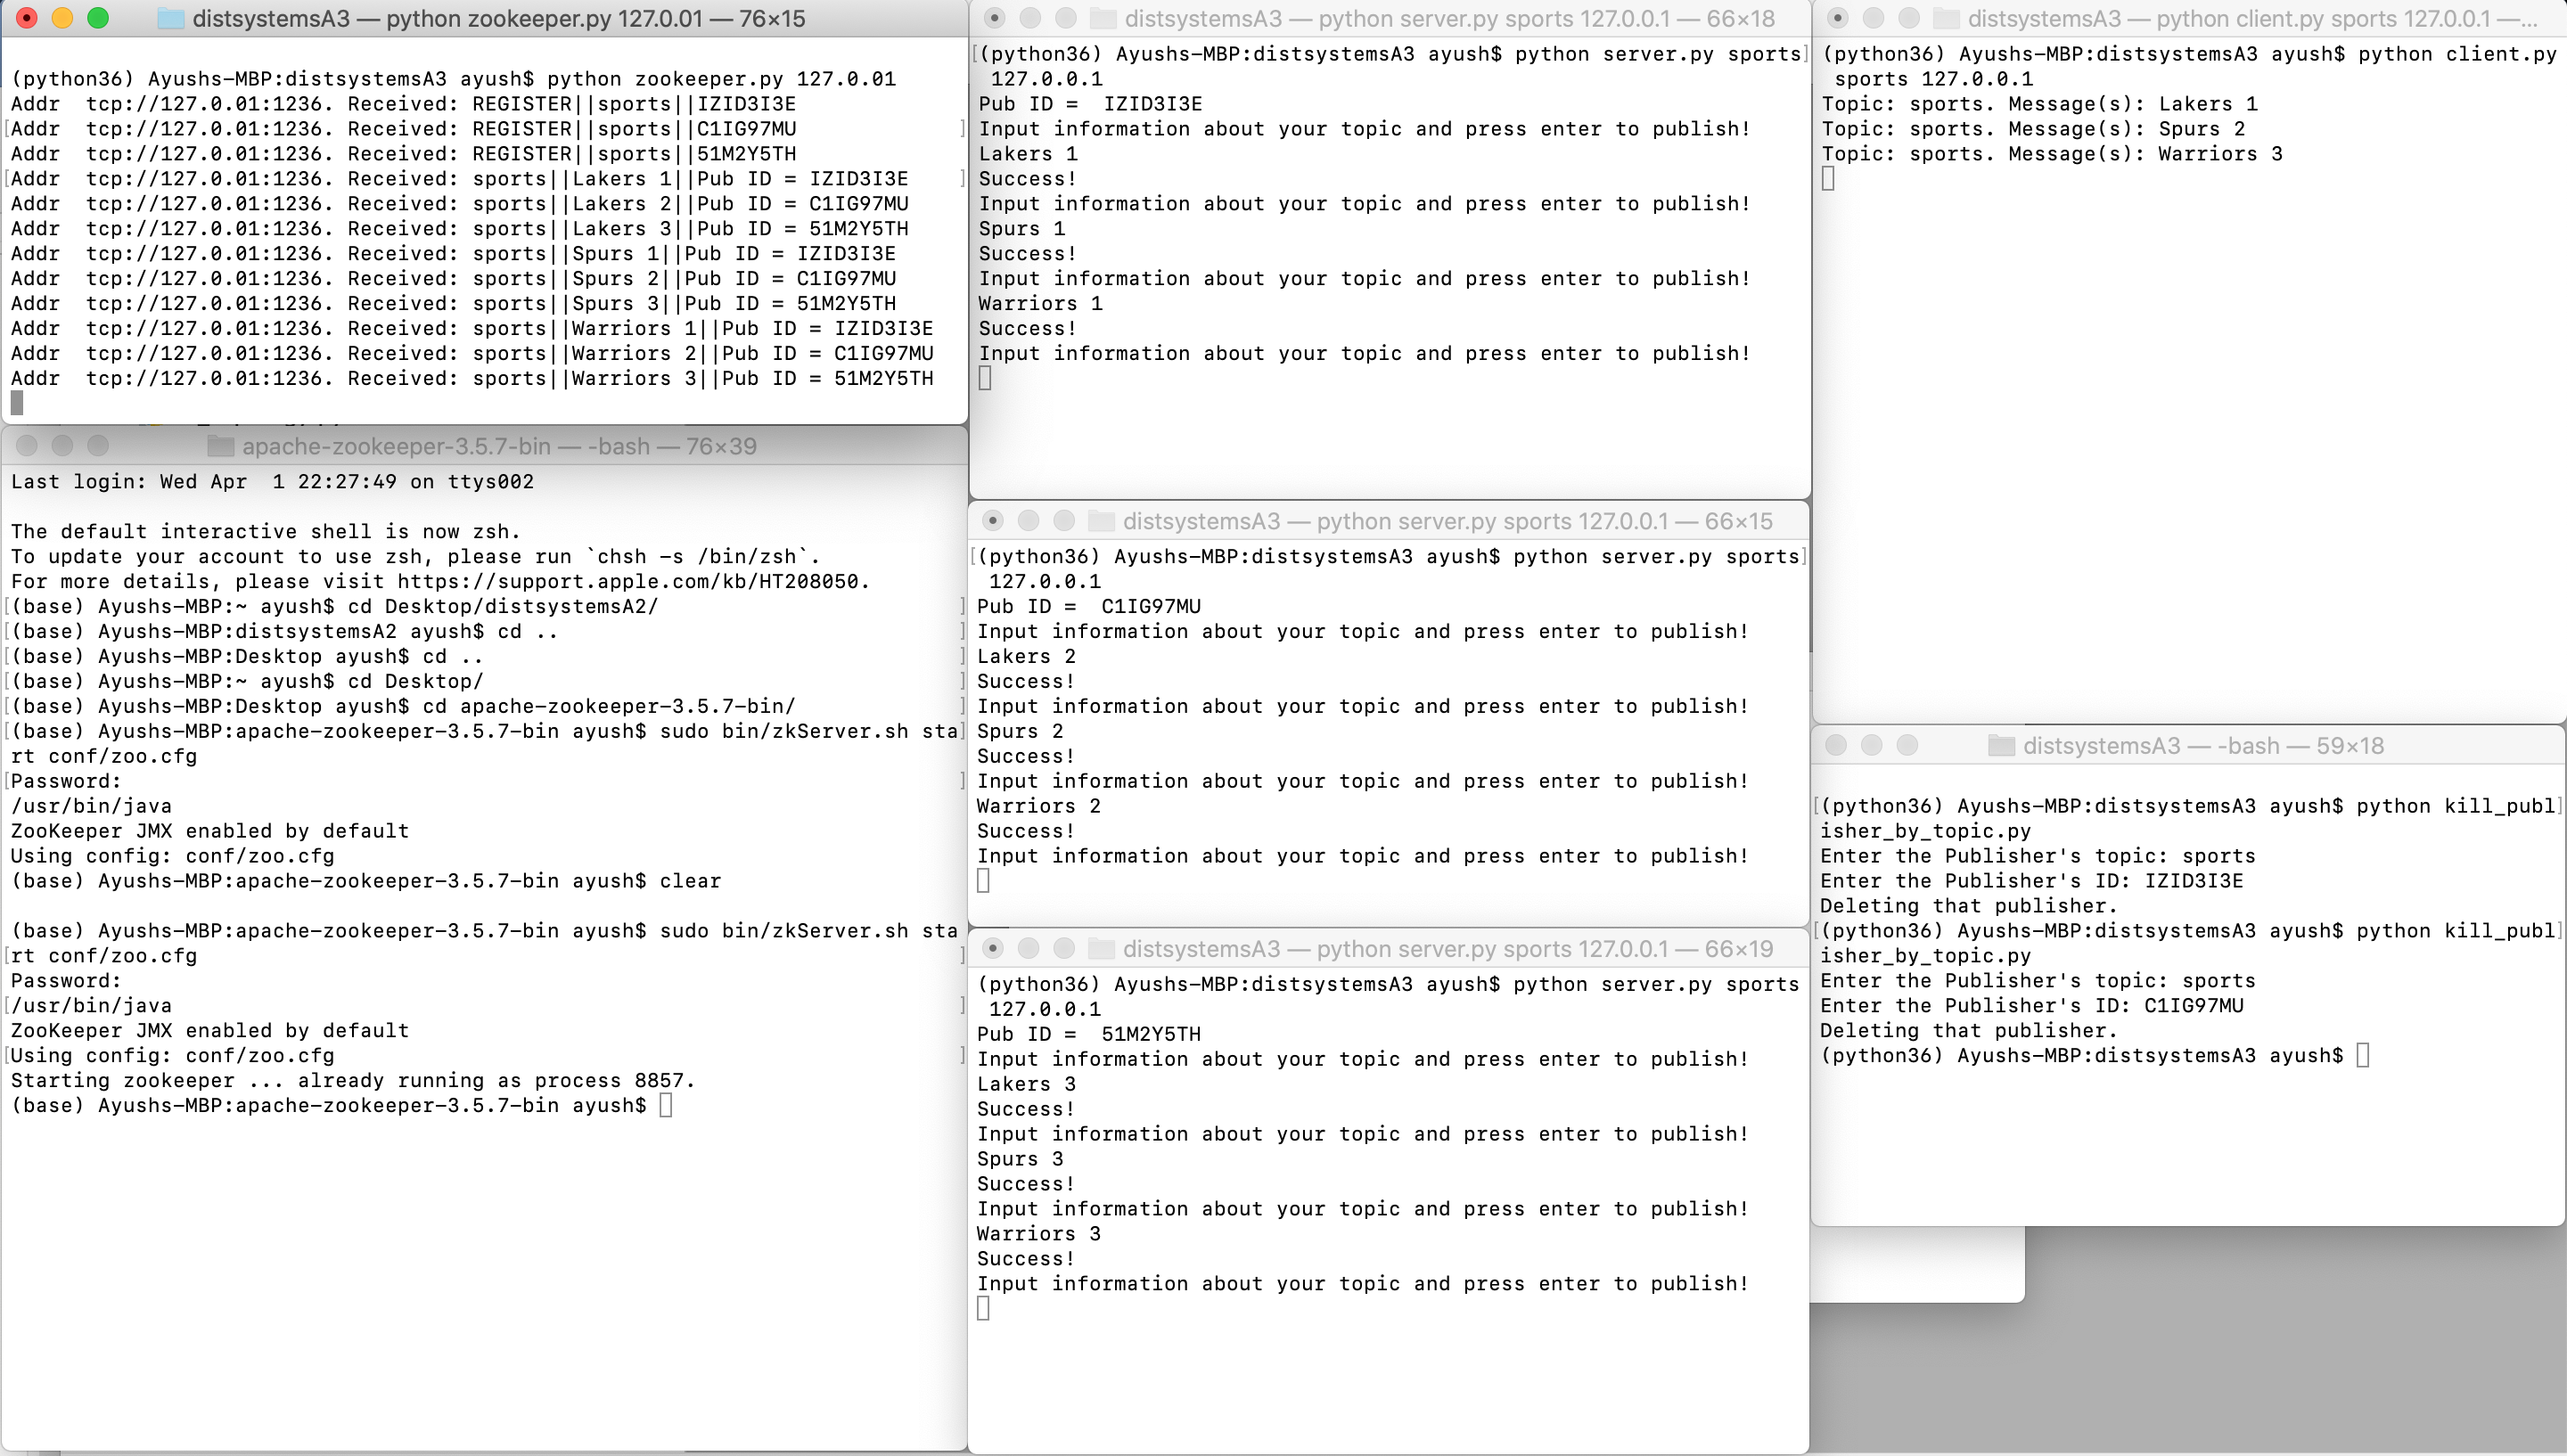 distsystemsA3 — python zookeeper.py 127.0.01 — 76×15
(python36) Ayushs-MBP:distsystemsA3 ayush$ python zookeeper.py 127.0.01
Addr  tcp://127.0.01:1236. Received: REGISTER||sports||IZID3I3E
[Addr  tcp://127.0.01:1236. Received: REGISTER||sports||C1IG97MU ]
Addr  tcp://127.0.01:1236. Received: REGISTER||sports||51M2Y5TH
[Addr  tcp://127.0.01:1236. Received: sports||Lakers 1||Pub ID = IZID3I3E ]
Addr  tcp://127.0.01:1236. Received: sports||Lakers 2||Pub ID = C1IG97MU
Addr  tcp://127.0.01:1236. Received: sports||Lakers 3||Pub ID = 51M2Y5TH
Addr  tcp://127.0.01:1236. Received: sports||Spurs 1||Pub ID = IZID3I3E
Addr  tcp://127.0.01:1236. Received: sports||Spurs 2||Pub ID = C1IG97MU
Addr  tcp://127.0.01:1236. Received: sports||Spurs 3||Pub ID = 51M2Y5TH
Addr  tcp://127.0.01:1236. Received: sports||Warriors 1||Pub ID = IZID3I3E
Addr  tcp://127.0.01:1236. Received: sports||Warriors 2||Pub ID = C1IG97MU
Addr  tcp://127.0.01:1236. Received: sports||Warriors 3||Pub ID = 51M2Y5TH
apache-zookeeper-3.5.7-bin — -bash — 76×39
Last login: Wed Apr  1 22:27:49 on ttys002
The default interactive shell is now zsh.
To update your account to use zsh, please run `chsh -s /bin/zsh`.
For more details, please visit https://support.apple.com/kb/HT208050.
[(base) Ayushs-MBP:~ ayush$ cd Desktop/distsystemsA2/ ]
[(base) Ayushs-MBP:distsystemsA2 ayush$ cd .. ]
[(base) Ayushs-MBP:Desktop ayush$ cd .. ]
[(base) Ayushs-MBP:~ ayush$ cd Desktop/ ]
[(base) Ayushs-MBP:Desktop ayush$ cd apache-zookeeper-3.5.7-bin/ ]
[(base) Ayushs-MBP:apache-zookeeper-3.5.7-bin ayush$ sudo bin/zkServer.sh sta]
rt conf/zoo.cfg
[Password: ]
/usr/bin/java
ZooKeeper JMX enabled by default
Using config: conf/zoo.cfg
(base) Ayushs-MBP:apache-zookeeper-3.5.7-bin ayush$ clear
(base) Ayushs-MBP:apache-zookeeper-3.5.7-bin ayush$ sudo bin/zkServer.sh sta
[rt conf/zoo.cfg ]
Password:
[/usr/bin/java ]
ZooKeeper JMX enabled by default
[Using config: conf/zoo.cfg ]
Starting zookeeper ... already running as process 8857.
(base) Ayushs-MBP:apache-zookeeper-3.5.7-bin ayush$
distsystemsA3 — python server.py sports 127.0.0.1 — 66×18
[(python36) Ayushs-MBP:distsystemsA3 ayush$ python server.py sports]
127.0.0.1
Pub ID =  IZID3I3E
Input information about your topic and press enter to publish!
Lakers 1
Success!
Input information about your topic and press enter to publish!
Spurs 1
Success!
Input information about your topic and press enter to publish!
Warriors 1
Success!
Input information about your topic and press enter to publish!
distsystemsA3 — python server.py sports 127.0.0.1 — 66×15
[(python36) Ayushs-MBP:distsystemsA3 ayush$ python server.py sports]
127.0.0.1
Pub ID =  C1IG97MU
Input information about your topic and press enter to publish!
Lakers 2
Success!
Input information about your topic and press enter to publish!
Spurs 2
Success!
Input information about your topic and press enter to publish!
Warriors 2
Success!
Input information about your topic and press enter to publish!
distsystemsA3 — python server.py sports 127.0.0.1 — 66×19
(python36) Ayushs-MBP:distsystemsA3 ayush$ python server.py sports
127.0.0.1
Pub ID =  51M2Y5TH
Input information about your topic and press enter to publish!
Lakers 3
Success!
Input information about your topic and press enter to publish!
Spurs 3
Success!
Input information about your topic and press enter to publish!
Warriors 3
Success!
Input information about your topic and press enter to publish!
distsystemsA3 — python client.py sports 127.0.0.1 —...
(python36) Ayushs-MBP:distsystemsA3 ayush$ python client.py
sports 127.0.0.1
Topic: sports. Message(s): Lakers 1
Topic: sports. Message(s): Spurs 2
Topic: sports. Message(s): Warriors 3
distsystemsA3 — -bash — 59×18
[(python36) Ayushs-MBP:distsystemsA3 ayush$ python kill_publ]
isher_by_topic.py
Enter the Publisher's topic: sports
Enter the Publisher's ID: IZID3I3E
Deleting that publisher.
[(python36) Ayushs-MBP:distsystemsA3 ayush$ python kill_publ]
isher_by_topic.py
Enter the Publisher's topic: sports
Enter the Publisher's ID: C1IG97MU
Deleting that publisher.
(python36) Ayushs-MBP:distsystemsA3 ayush$